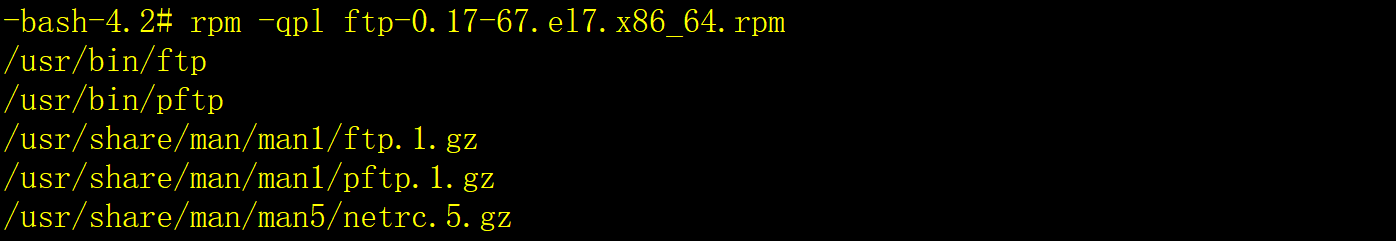 -bash-4.2# rpm -qpl ftp-0.17-67.el7.x86_64.rpm
/usr/bin/ftp
/usr/bin/pftp
/usr/share/man/man1/ftp.1.gz
/usr/share/man/man1/pftp.1.gz
/usr/share/man/man5/netrc.5.gz